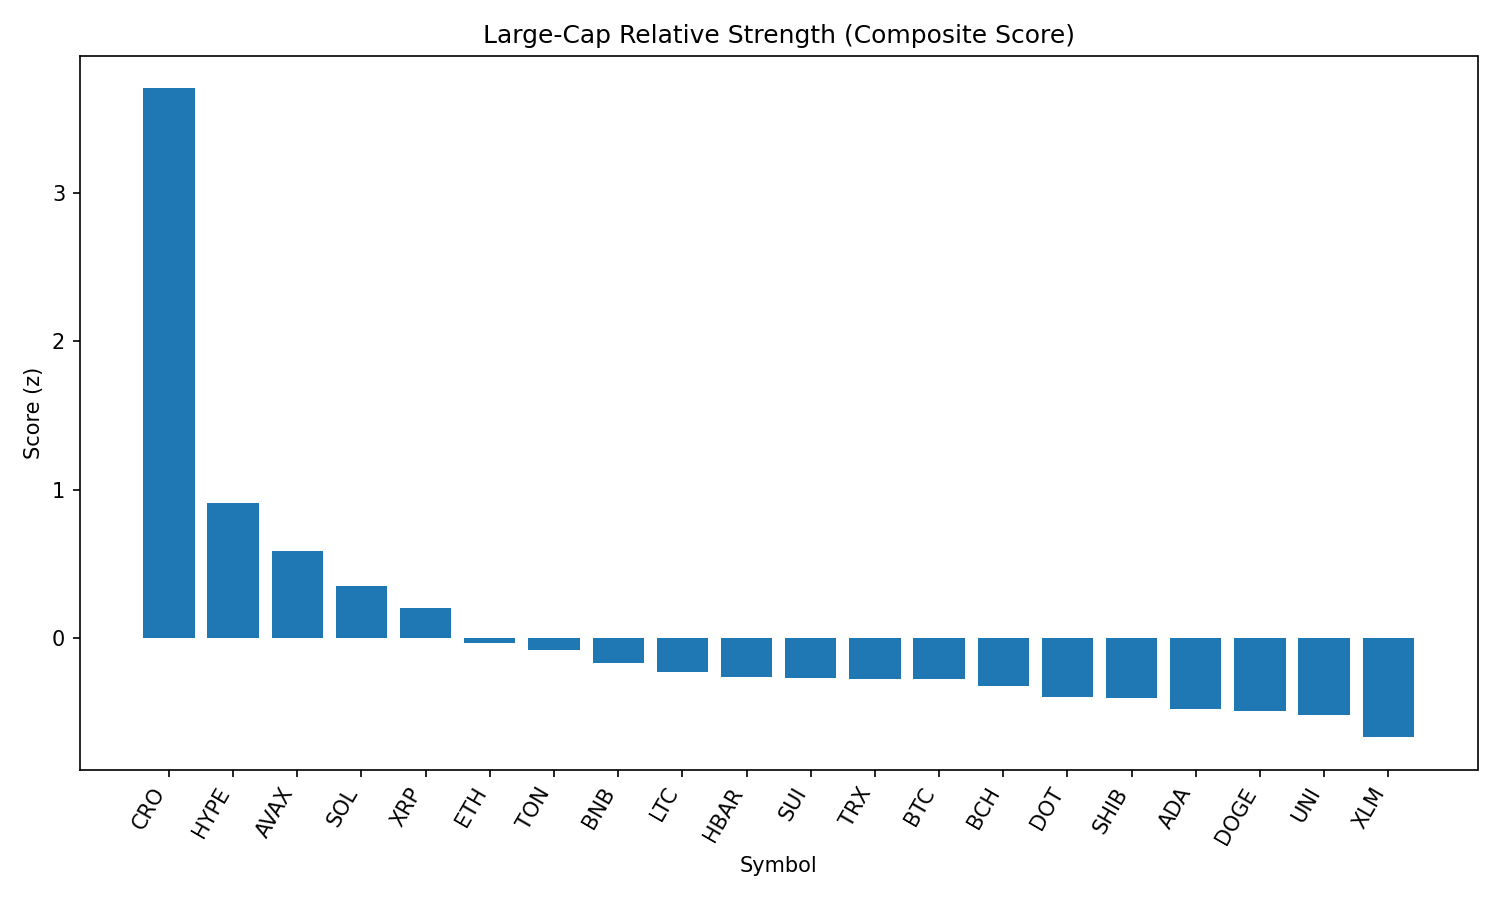 Large-Cap Relative Strength (Composite Score)
Score (z)
3
2
1
0
CRO
HYPE
AVAX
SOL
XRP
ETH
TON
BNB
LTC
HBAR
SUI
TRX
BTC
BCH
DOT
SHIB
ADA
DOGE
UNI
XLM
Symbol